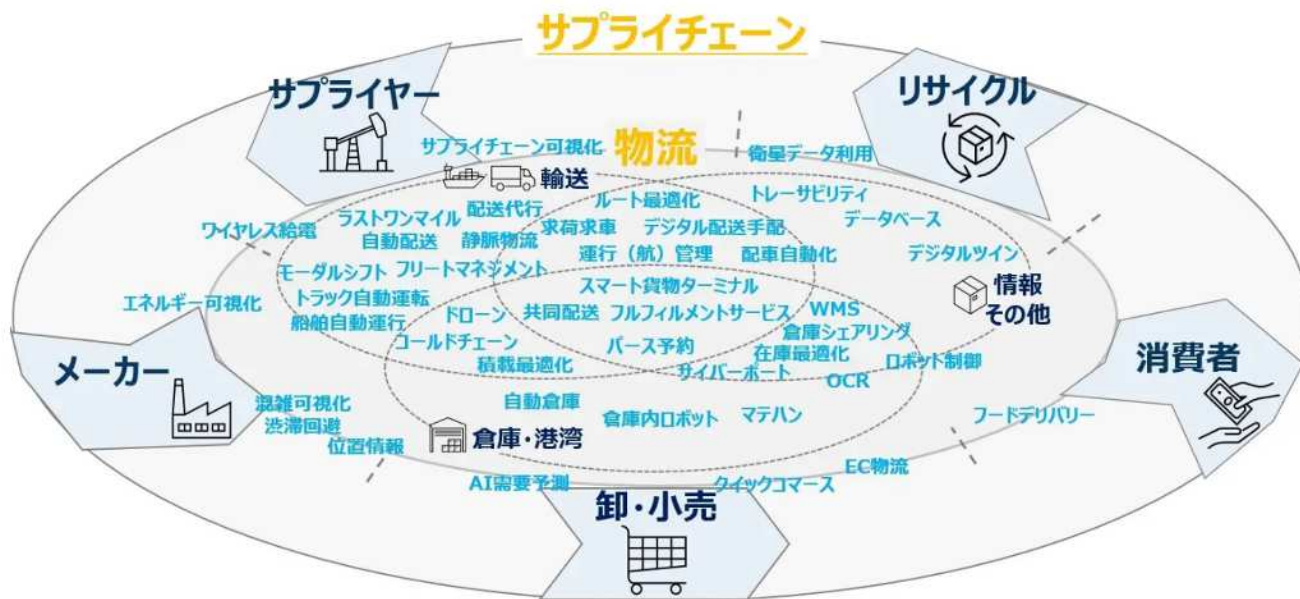 サプライチェーン
サプライヤー
リサイクル
サプライチェーン可視化
物流
衛星データ利用
輸送
ルート最適化
トレーサビリティ
配送代行
ラストワンマイル
求荷求車
デジタル配送手配
データベース
ワイヤレス給電
自動配送
静脈物流
運行（航）管理
配車自動化
デジタルツイン
モーダルシフト
フリートマネジメント
スマート貨物ターミナル
情報
その他
エネルギー可視化
トラック自動運転
船舶自動運行
ドローン
共同配送
フルフィルメントサービス
WMS
倉庫シェアリング
コールドチェーン
バース予約
在庫最適化
ロボット制御
メーカー
消費者
積載最適化
サイバーポート
OCR
混雑可視化
渋滞回避
自動倉庫
倉庫内ロボット
マテハン
フードデリバリー
位置情報
倉庫・港湾
EC物流
AI需要予測
クイックコマース
卸・小売